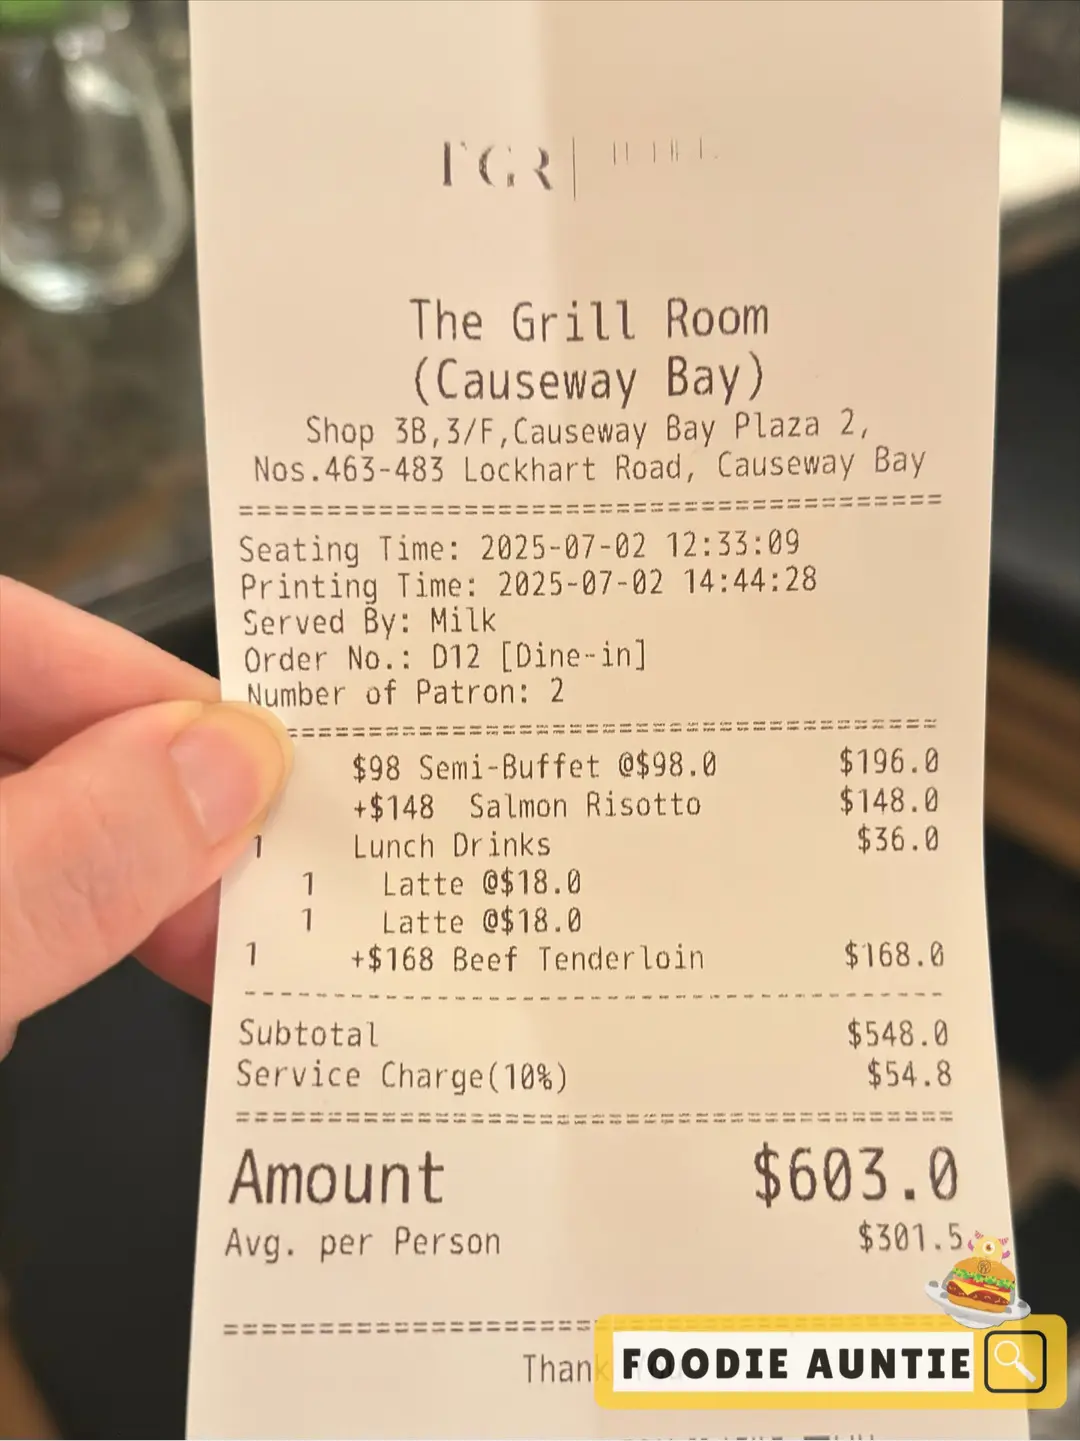 TGR
The Grill Room
(Causeway Bay)
Shop 3B,3/F,Causeway Bay Plaza 2,
Nos.463-483 Lockhart Road, Causeway Bay
Seating Time: 2025-07-02 12:33:09
Printing Time: 2025-07-02 14:44:28
Served By: Milk
Order No.: D12 [Dine-in]
Number of Patron: 2
$98 Semi-Buffet @$98.0 $196.0
+$148 Salmon Risotto $148.0
1 Lunch Drinks $36.0
1 Latte @$18.0
1 Latte @$18.0
1 +$168 Beef Tenderloin $168.0
Subtotal $548.0
Service Charge(10%) $54.8
Amount $603.0
Avg. per Person $301.5
Thank
FOODIE AUNTIE